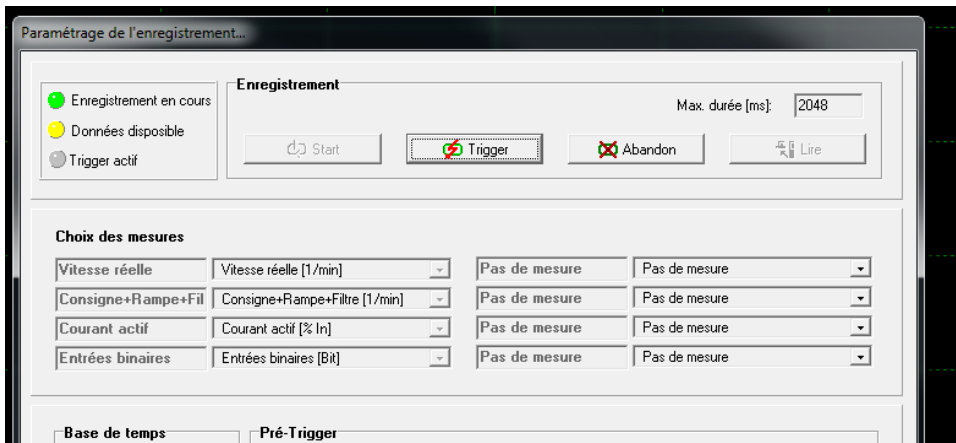 Paramétrage de l'enregistrement...
Enregistrement
Enregistrement en cours
Max. durée [ms]: 2048
Données disponible
Trigger actif
Start Trigger Abandon Lire
Choix des mesures
Vitesse réelle Vitesse réelle [1/min] Pas de mesure Pas de mesure
Consigne+Rampe+Fil Consigne+Rampe+Filtre [1/min] Pas de mesure Pas de mesure
Courant actif Courant actif [% In] Pas de mesure Pas de mesure
Entrées binaires Entrées binaires [Bit] Pas de mesure Pas de mesure
Base de temps Pré-Trigger